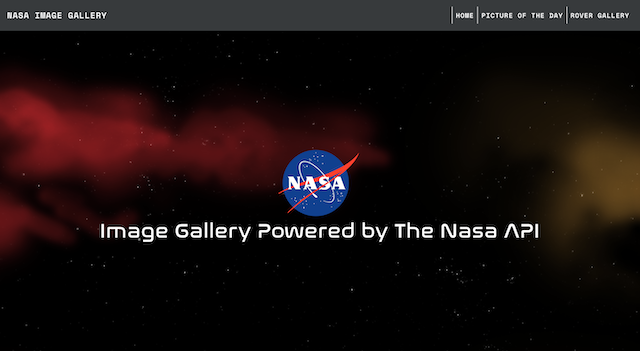 NASA IMAGE GALLERY
HOME
PICTURE OF THE DAY
ROVER GALLERY
NASA
Image Gallery Powered by The Nasa API